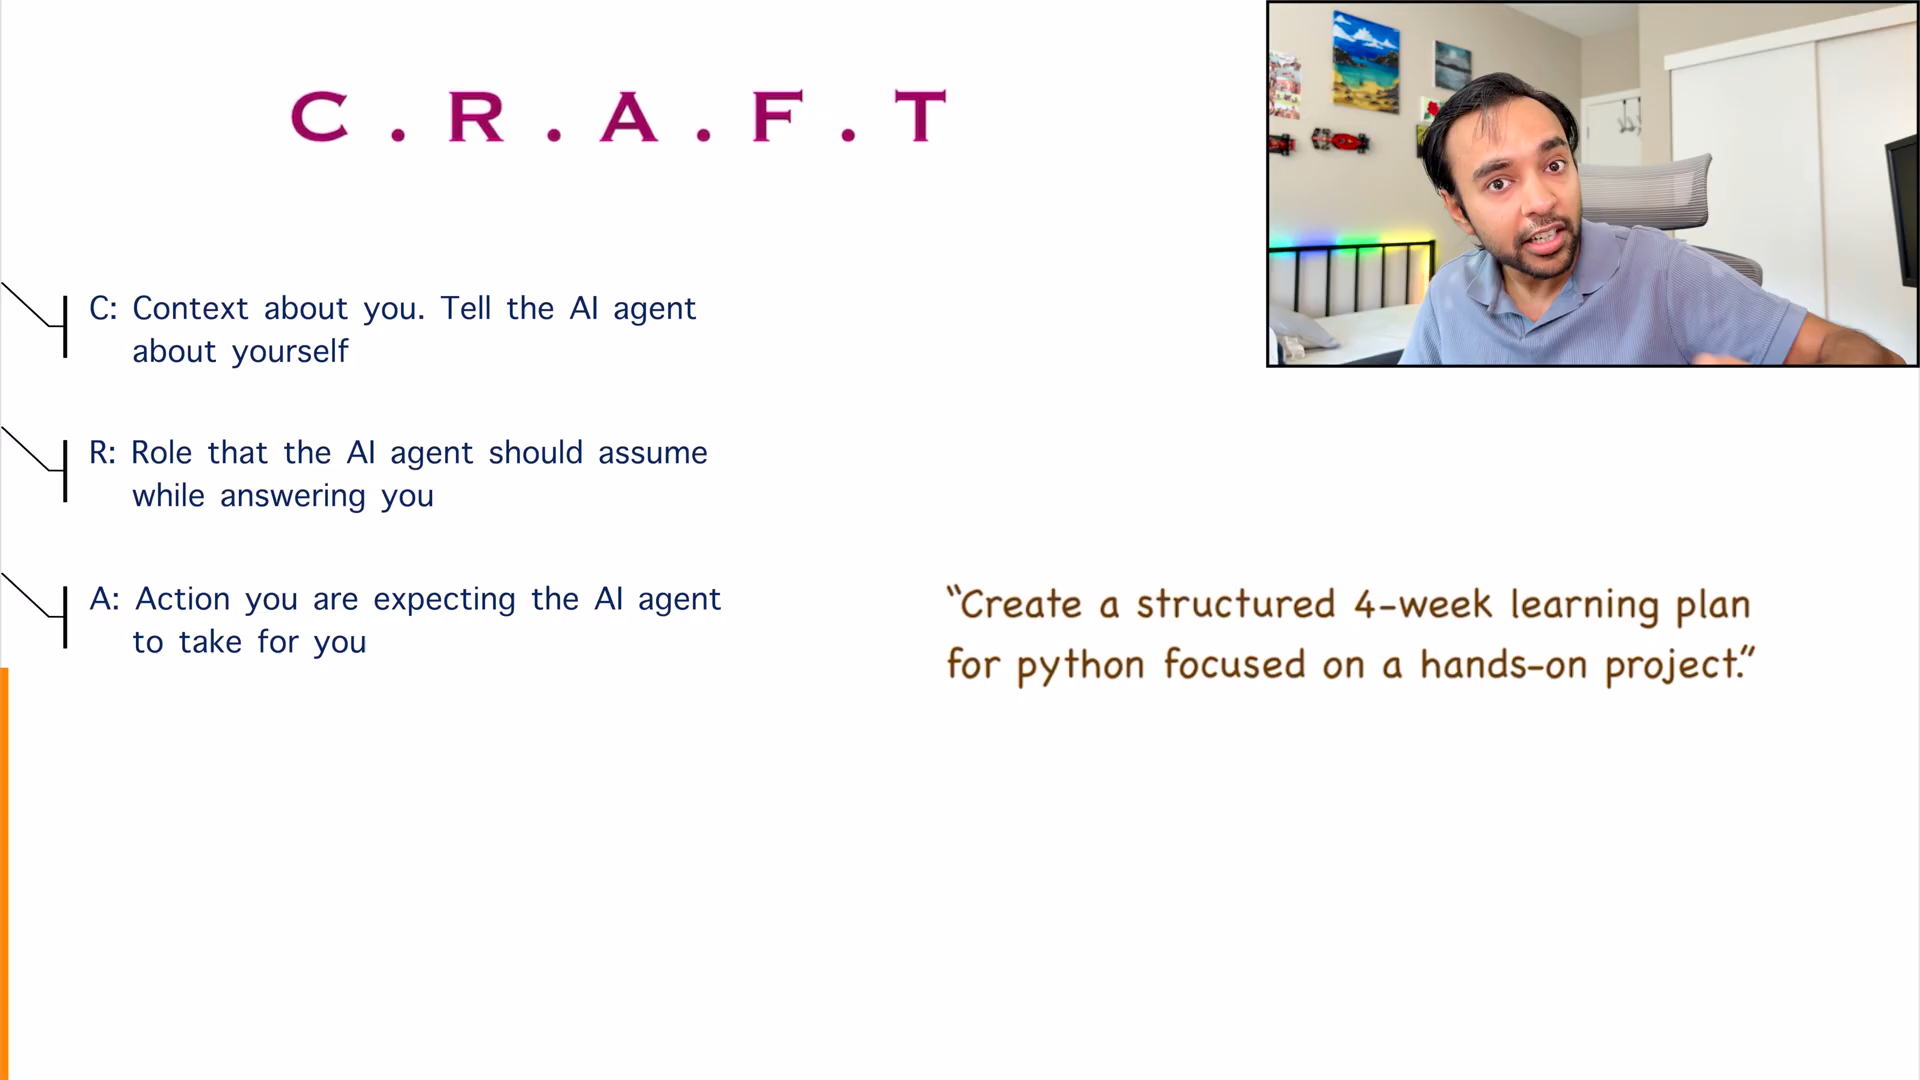 C . R . A . F . T
C: Context about you. Tell the AI agent
about yourself
R: Role that the AI agent should assume
while answering you
A: Action you are expecting the AI agent
to take for you
“Create a structured 4-week learning plan
for python focused on a hands-on project.”